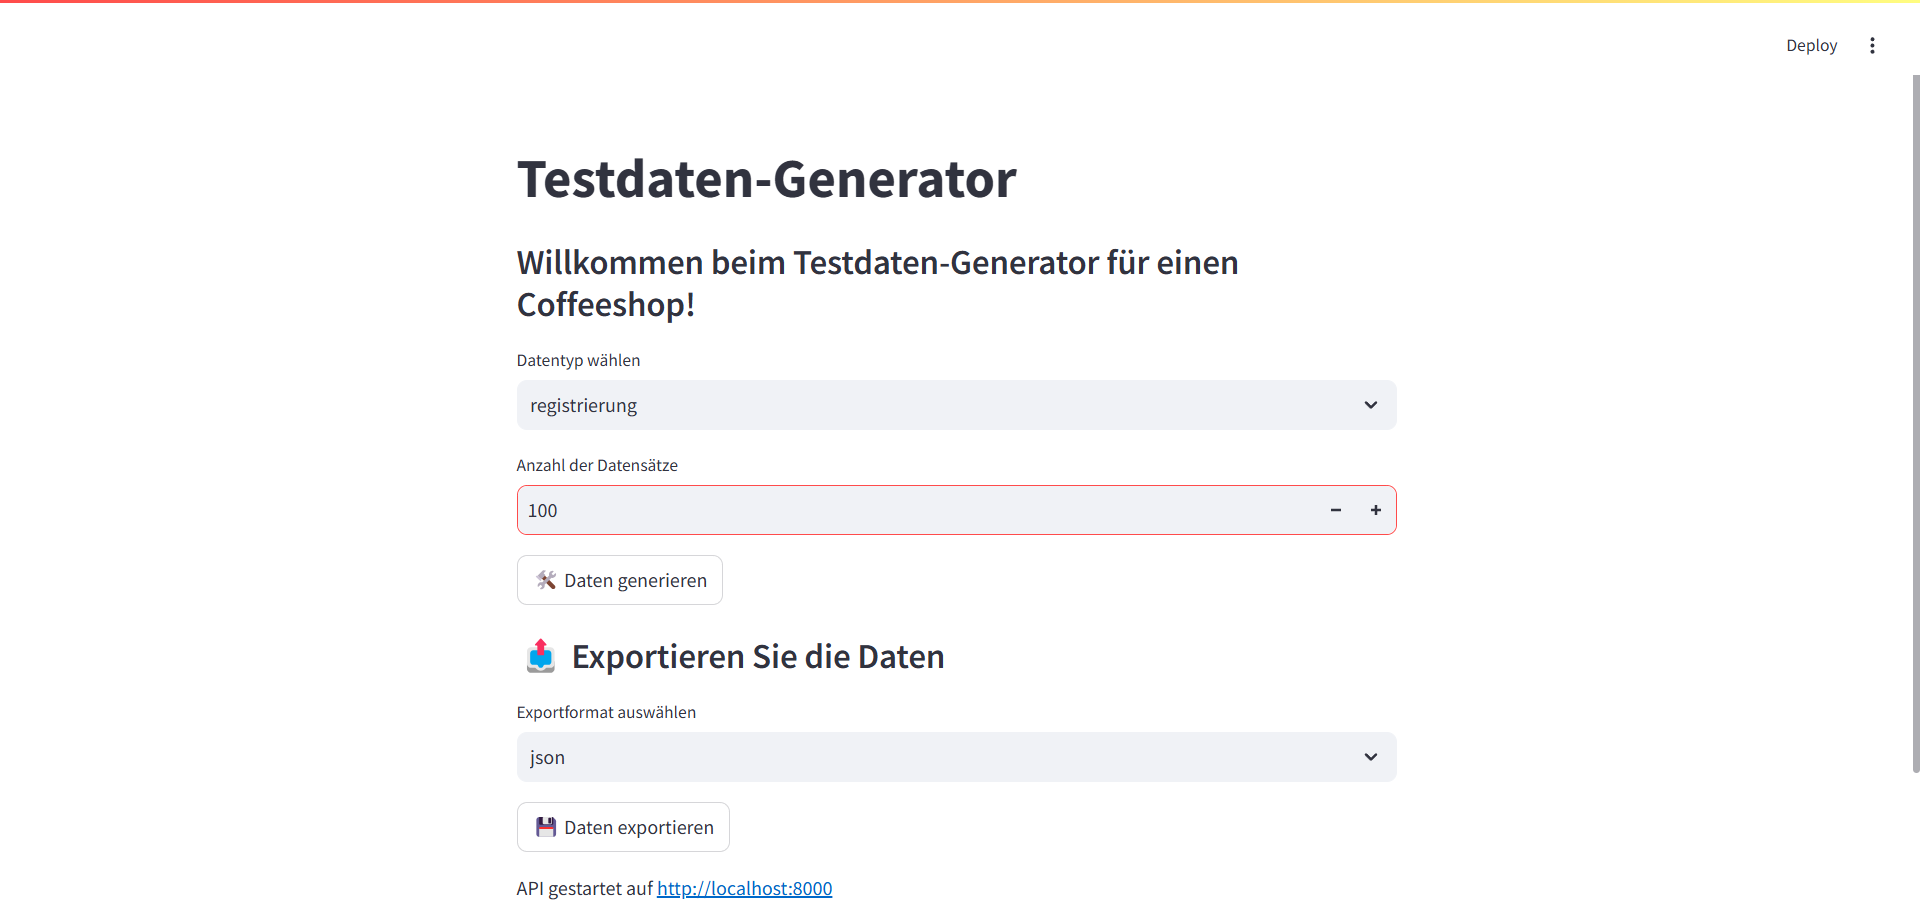 Deploy
Testdaten-Generator
Willkommen beim Testdaten-Generator für einen
Coffeeshop!
Datentyp wählen
registrierung
Anzahl der Datensätze
100
Daten generieren
Exportieren Sie die Daten
Exportformat auswählen
json
Daten exportieren
API gestartet auf http://localhost:8000